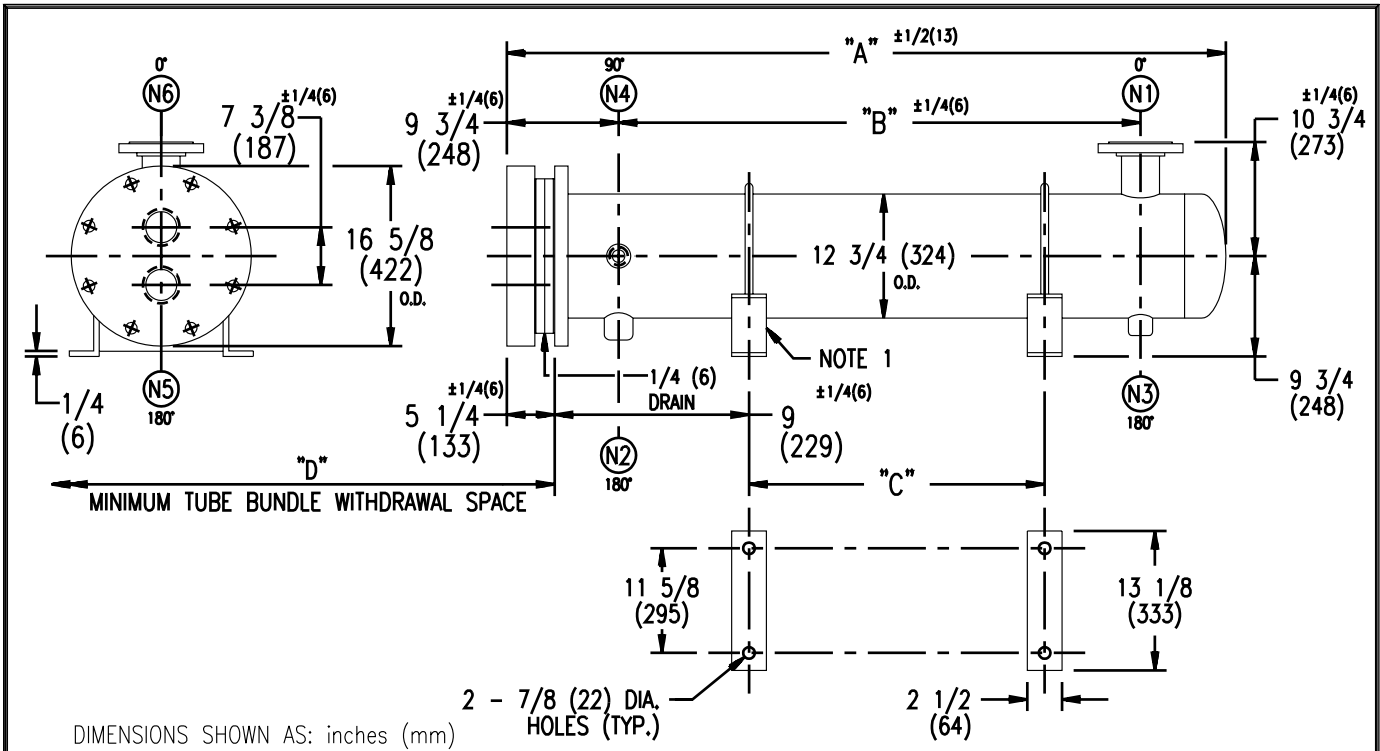 0°
N6
±1/4(6)
7 3/8
(187)
16 5/8
(422)
O.D.
N5
180°
1/4
(6)
"A" ±1/2(13)
90°
N4
0°
N1
±1/4(6)
9 3/4
(248)
"B" ±1/4(6)
±1/4(6)
10 3/4
(273)
12 3/4 (324)
O.D.
NOTE 1
1/4 (6)
DRAIN
±1/4(6)
5 1/4
(133)
±1/4(6)
9
(229)
N2
180°
N3
180°
9 3/4
(248)
"D"
MINIMUM TUBE BUNDLE WITHDRAWAL SPACE
"C"
11 5/8
(295)
13 1/8
(333)
2 - 7/8 (22) DIA.
HOLES (TYP.)
2 1/2
(64)
DIMENSIONS SHOWN AS: inches (mm)